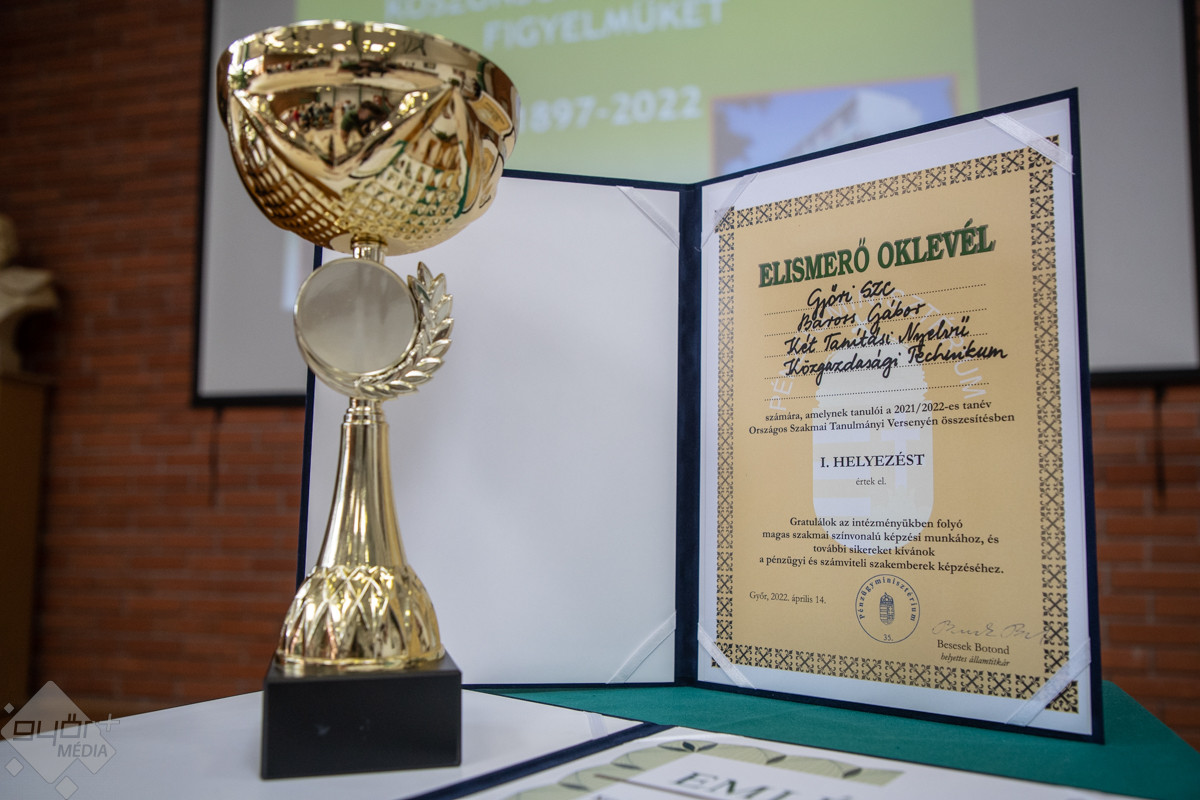 FIGYELMÜKET
1897-2022
ELISMERŐ OKLEVÉL
Győri SZC
Baross Gábor
Két Tanítási Nyelvű
Közgazdasági Technikum
számára, amelynek tanulói a 2021/2022-es tanév
Országos Szakmai Tanulmányi Versenyén összesítésben
I. HELYEZÉST
értek el.
Gratulálok az intézményükben folyó
magas szakmai színvonalú képzési munkához, és
további sikereket kívánok
a pénzügyi és számviteli szakemberek képzéséhez.
Győr, 2022. április 14.
Pénzügyminisztérium
35.
Besesek Botond
helyettes államtitkár
győr+
MÉDIA